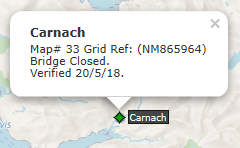 Carnach
Map# 33 Grid Ref: (NM865964)
Bridge Closed.
Verified 20/5/18.
×
Carnach